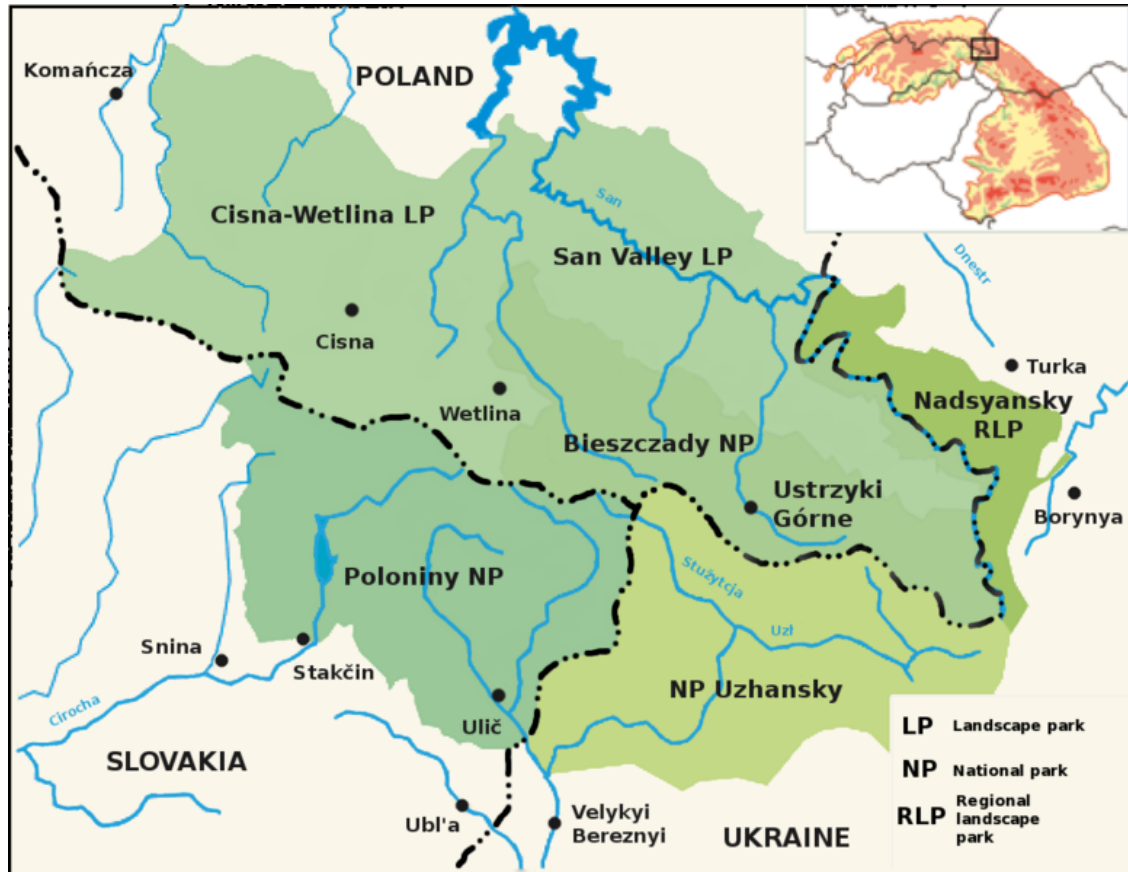 Komańcza
POLAND
Cisna-Wetlina LP
San
San Valley LP
Dnestr
Cisna
Turka
Wetlina
Nadsyansky
RLP
Bieszczady NP
Ustrzyki
Górne
Borynya
Poloniny NP
Stužytcja
Uzł
Snina
Stakčin
NP Uzhansky
Cirocha
Ulič
SLOVAKIA
Ubl'a
Velykyi
Bereznyi
UKRAINE
LP Landscape park
NP National park
RLP Regional
landscape
park